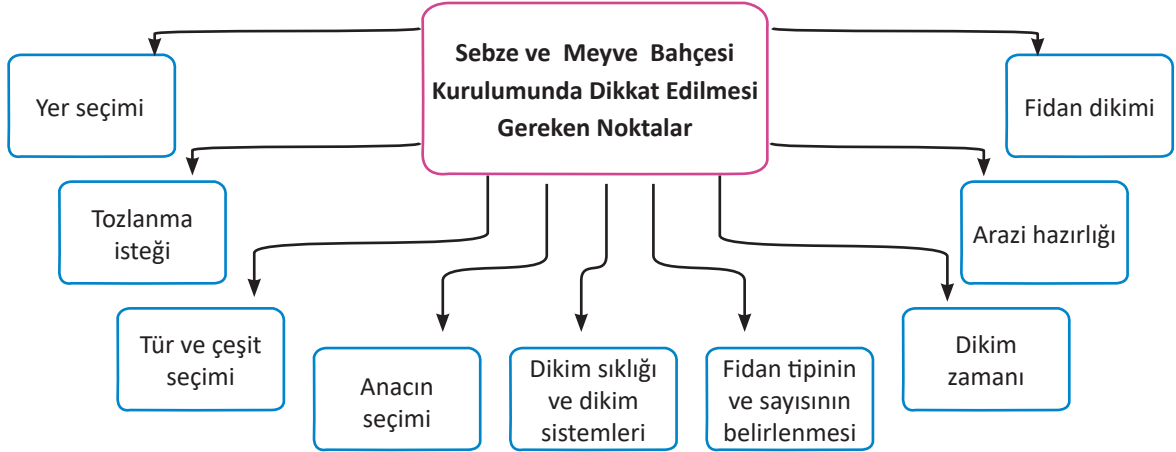 Sebze ve Meyve Bahçesi
Kurulumunda Dikkat Edilmesi
Gereken Noktalar
Yer seçimi
Tozlanma
isteği
Tür ve çeşit
seçimi
Anacın
seçimi
Dikim sıklığı
ve dikim
sistemleri
Fidan tipinin
ve sayısının
belirlenmesi
Dikim
zamanı
Arazi hazırlığı
Fidan dikimi